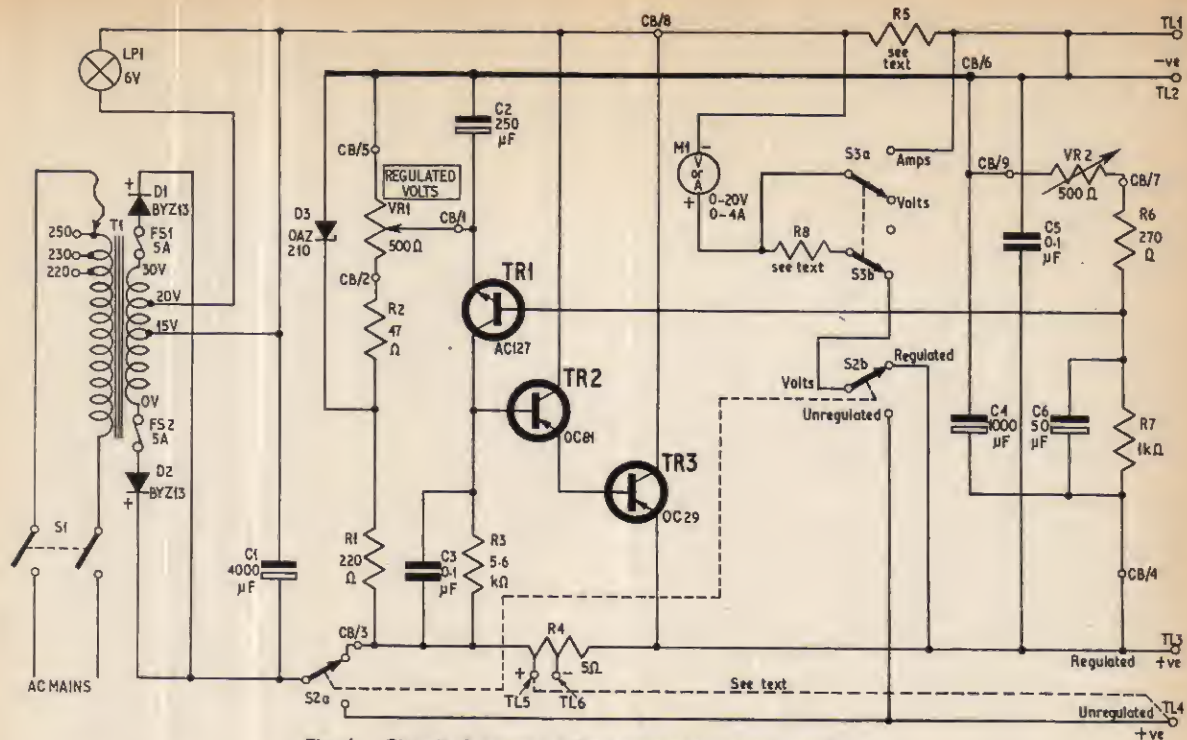 LP1
6V
CB/8
R5
see
text
TL1
CB/6
-ve
TL2
C2
250
µF
CB/5
REGULATED
VOLTS
VR1
CB/1
500Ω
D3
OAZ
210
CB/2
R2
47
Ω
M1
V
or
A
-
+
0-20V
0-4A
S3a
Amps
Volts
R8
see text
S3b
CB/9
VR 2
500Ω
CB/7
R6
270
Ω
C5
0·1
µF
+
D1
BYZ13
FS1
5A
30V
T1
250
230
220
20V
15V
0V
FS2
5A
D2
BYZ13
+
TR1
AC127
TR2
OC81
TR3
OC29
S2b
Regulated
Volts
Unregulated
C4
1000
µF
C6
50
µF
R7
1kΩ
S1
C1
4000
µF
R1
220
Ω
C3
0·1
µF
R3
5·6
kΩ
CB/4
CB/3
R4
5Ω
+
-
TL5
TL6
TL3
Regulated
+ve
AC MAINS
S2a
See text
TL4
Unregulated
+ve